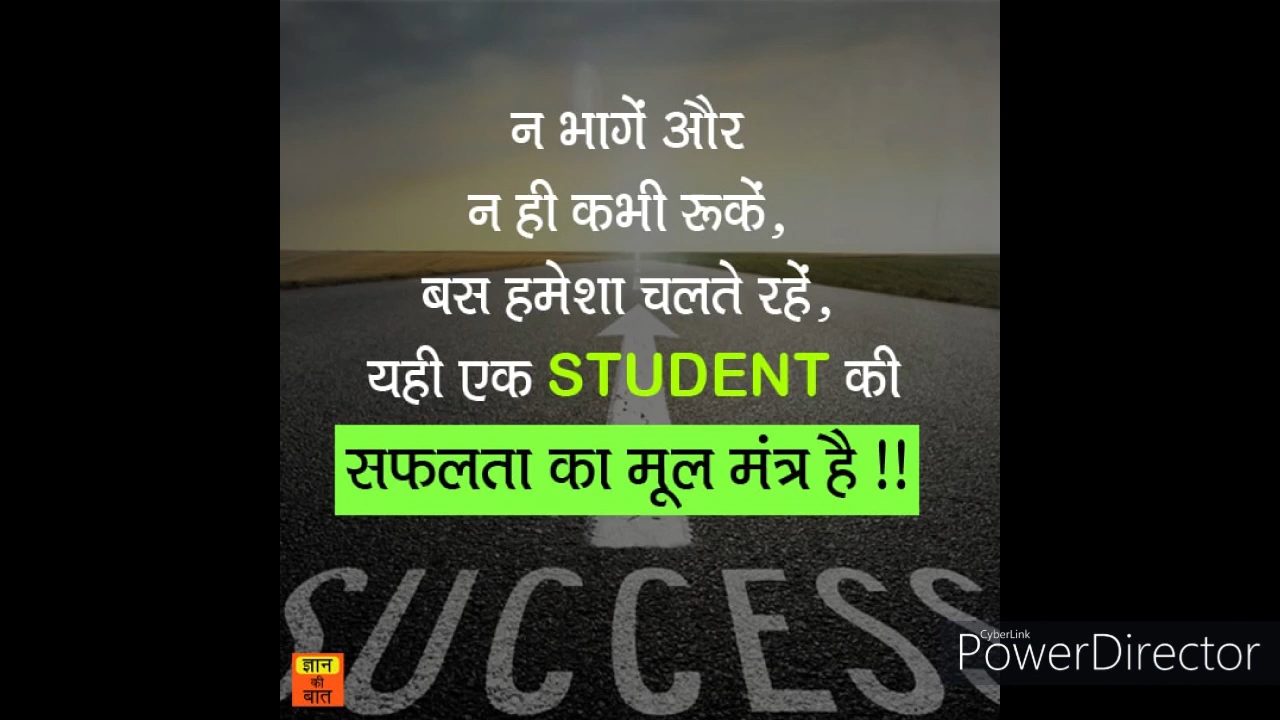 न भागें और
न ही कभी रूकें,
बस हमेशा चलते रहें,
यही एक STUDENT की
सफलता का मूल मंत्र है !!
SUCCESS
ज्ञान
की
बात
CyberLink
PowerDirector